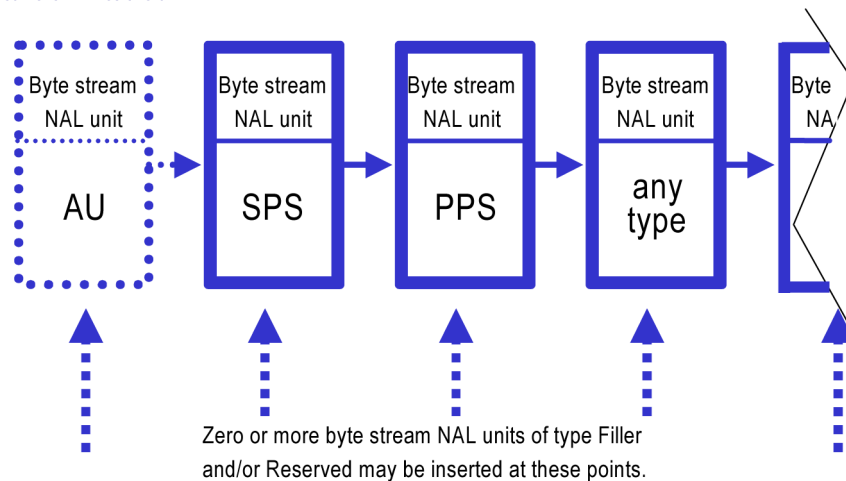 Byte stream
NAL unit
AU
Byte stream
NAL unit
SPS
Byte stream
NAL unit
PPS
Byte stream
NAL unit
any
type
Byte
NA
Zero or more byte stream NAL units of type Filler
and/or Reserved may be inserted at these points.